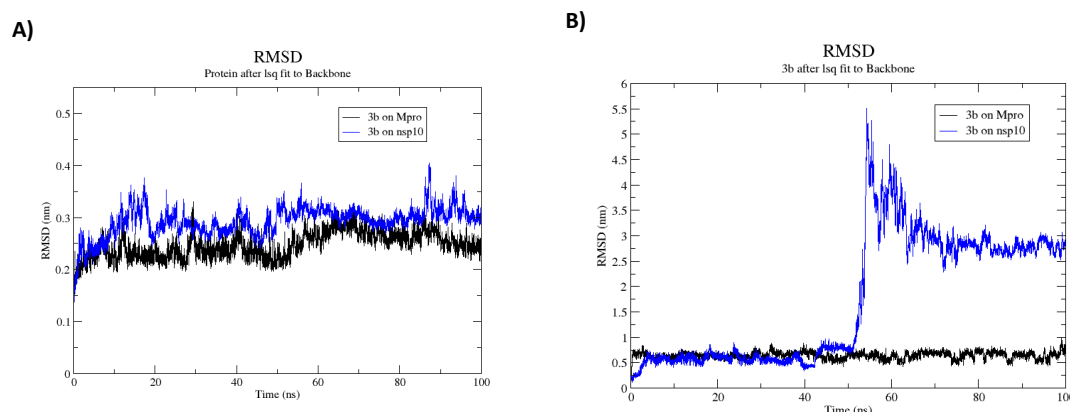 A)
RMSD
Protein after lsq fit to Backbone
0.5
0.4
0.3
0.2
0.1
0
RMSD (nm)
3b on Mpro
3b on nsp10
0
20
40
60
80
100
Time (ns)
B)
RMSD
3b after lsq fit to Backbone
6
5.5
5
4.5
4
3.5
3
2.5
2
1.5
1
0.5
0
RMSD (nm)
3b on Mpro
3b on nsp10
0
20
40
60
80
100
Time (ns)